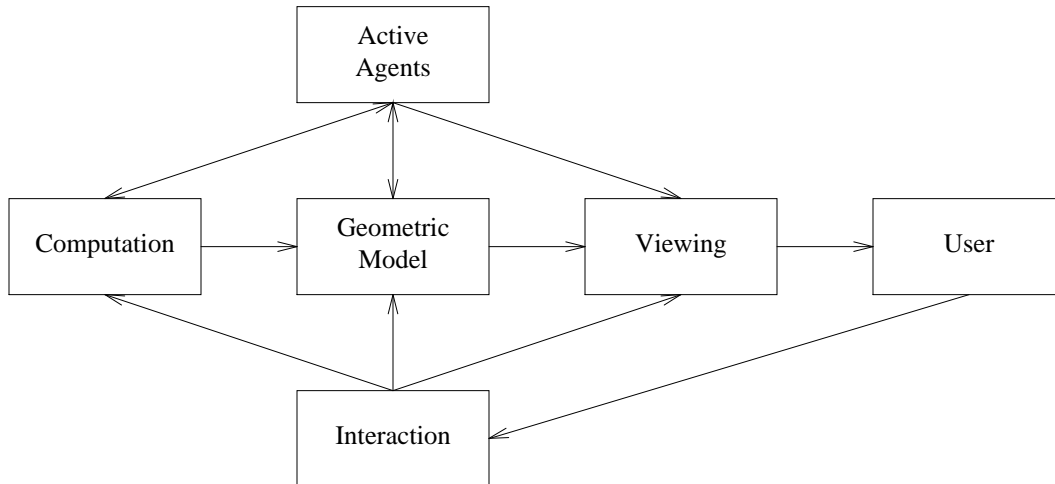 Active
Agents
Computation
Geometric
Model
Viewing
User
Interaction